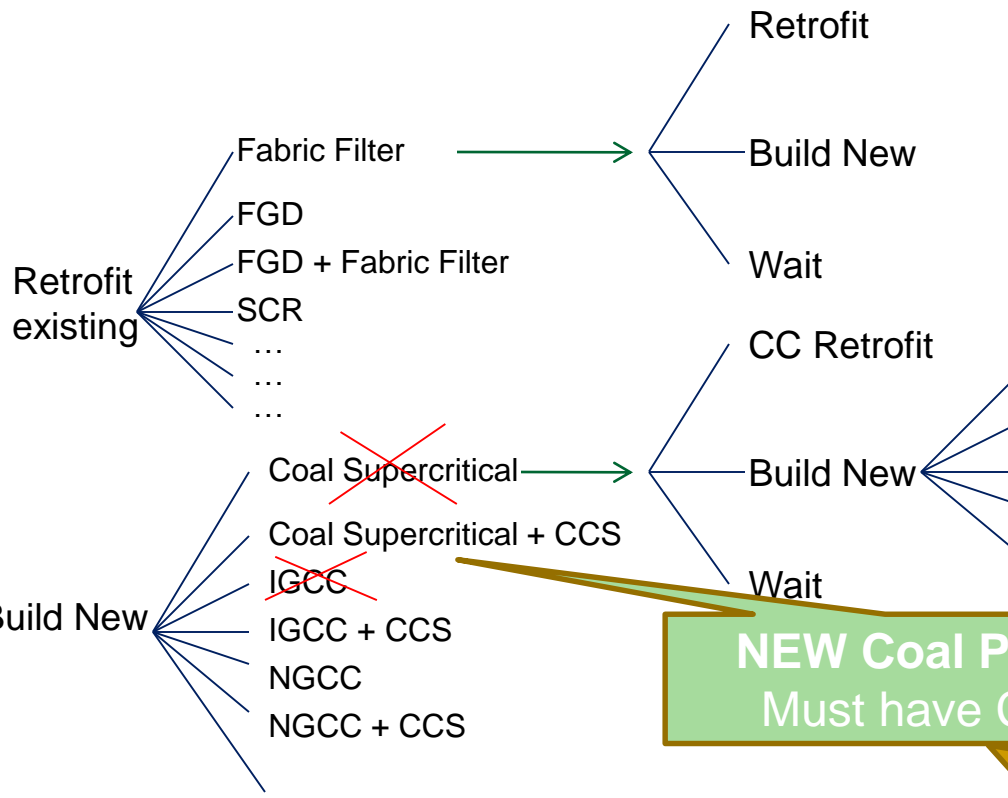 Retrofit
Fabric Filter
Build New
FGD
FGD + Fabric Filter
Wait
Retrofit
existing
SCR
…
…
…
CC Retrofit
Coal Supercritical
Build New
Coal Supercritical + CCS
IGCC
Wait
Build New
IGCC + CCS
NGCC
NGCC + CCS
NEW Coal
Must have